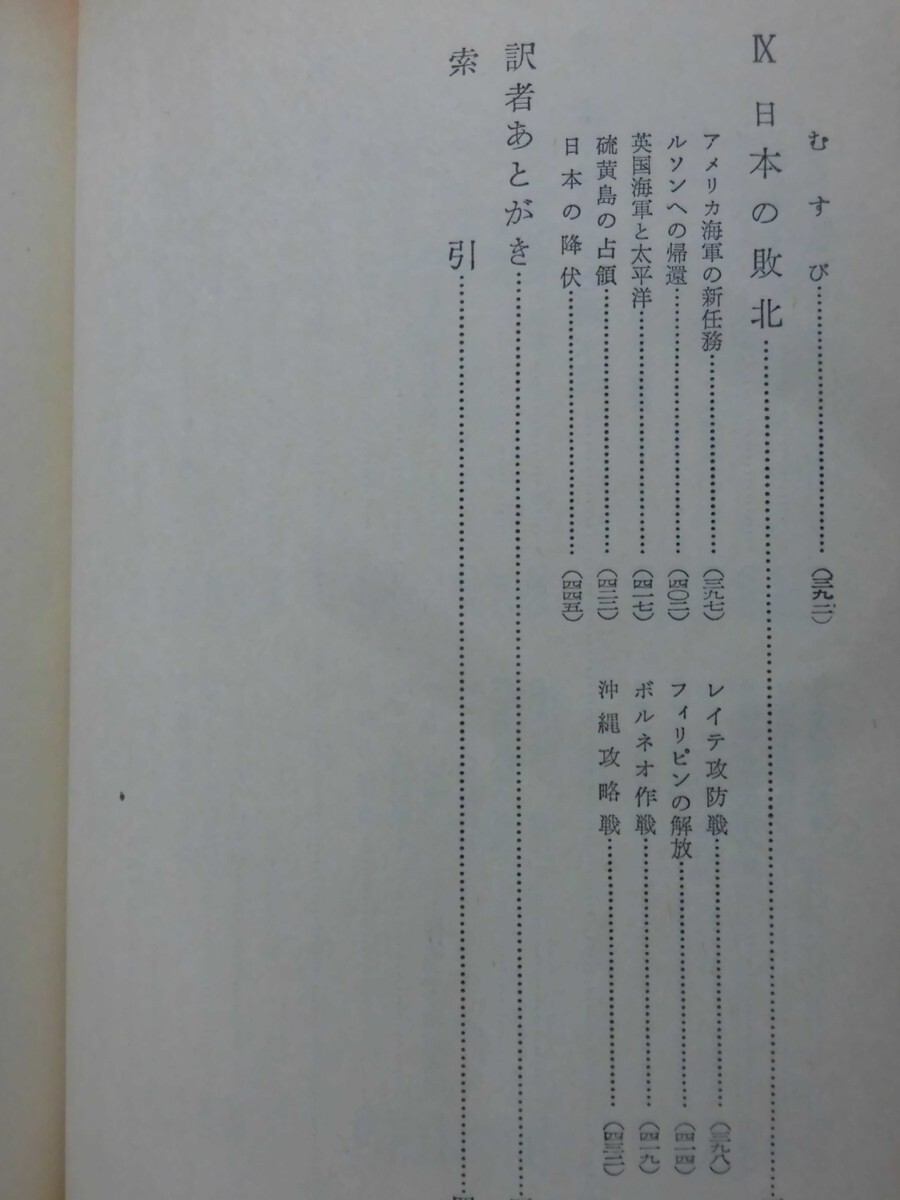 むすび……(三九二)
Ⅸ 日本の敗北……
アメリカ海軍の新任務……(三九七)
レイテ攻防戦……(三九八)
ルソンへの帰還……(四〇二)
フィリピンの解放……(四一四)
英国海軍と太平洋……(四一七)
ボルネオ作戦……(四一九)
硫黄島の占領……(四二二)
沖縄攻略戦……(四三二)
日本の降伏……(四四五)
訳者あとがき……
索引……